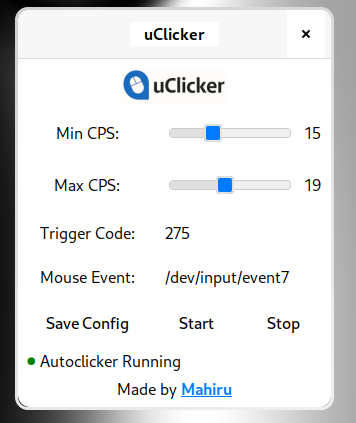 uClicker
×
uClicker
Min CPS: 15
Max CPS: 19
Trigger Code: 275
Mouse Event: /dev/input/event7
Save Config Start Stop
Autoclicker Running
Made by Mahiru